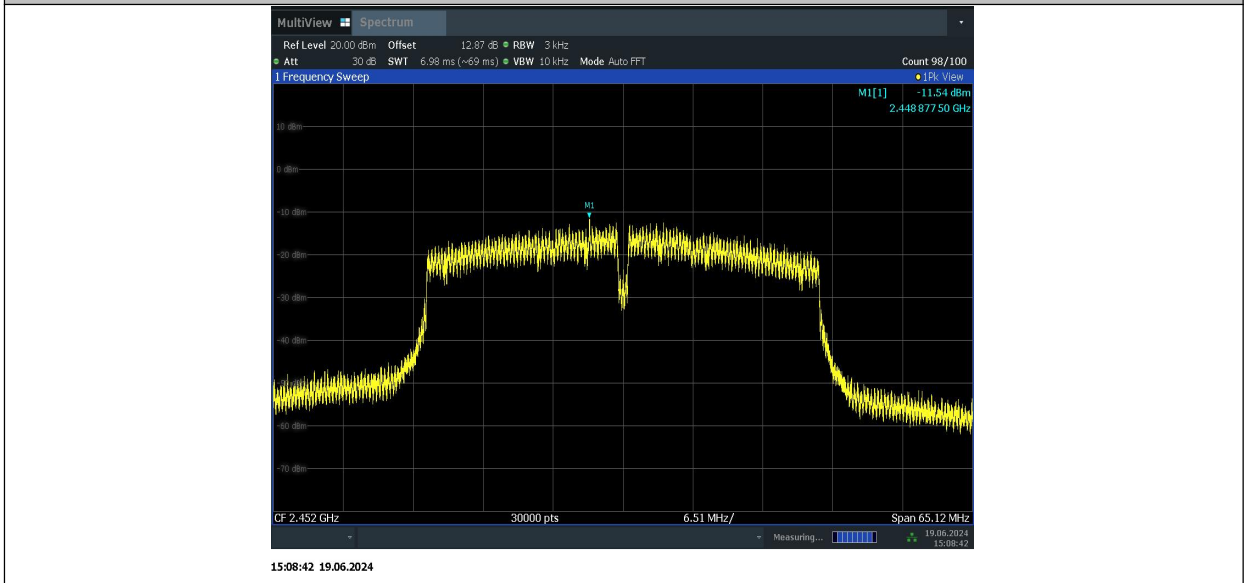 MultiView Spectrum
Ref Level 20.00 dBm Offset 12.87 dB RBW 3 kHz
Att 30 dB SWT 6.98 ms (~69 ms) VBW 10 kHz Mode Auto FFT Count 98/100
1 Frequency Sweep 1Pk View
M1[1] -11.54 dBm
2.448 877 50 GHz
10 dBm
0 dBm
M1
-10 dBm
-20 dBm
-30 dBm
-40 dBm
-60 dBm
-70 dBm
CF 2.452 GHz 30000 pts 6.51 MHz/ Span 65.12 MHz
Measuring... 19.06.2024
15:08:42
15:08:42 19.06.2024